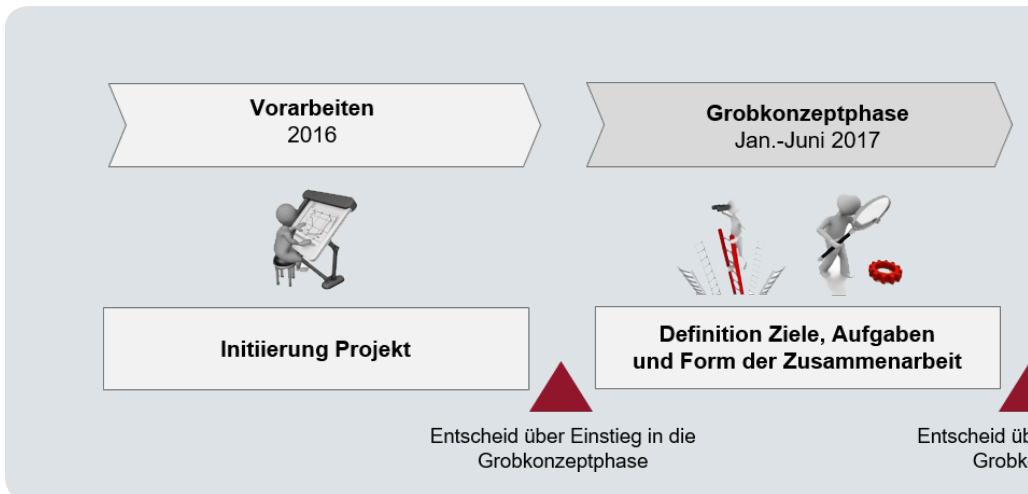 Vorarbeiten
2016
Grobkonzeptphase
Jan.-Juni 2017
Initiierung Projekt
Definition Ziele, Aufgaben
und Form der Zusammenarbeit
Entscheid über Einstieg in die
Grobkonzeptphase
Entscheid